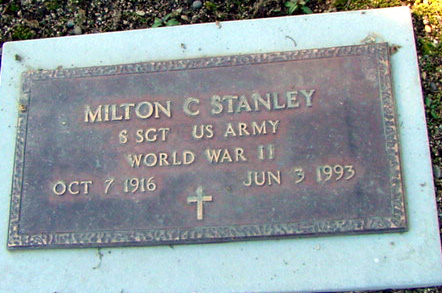 MILTON C STANLEY
S SGT US ARMY
WORLD WAR II
OCT 7 1916 JUN 3 1993